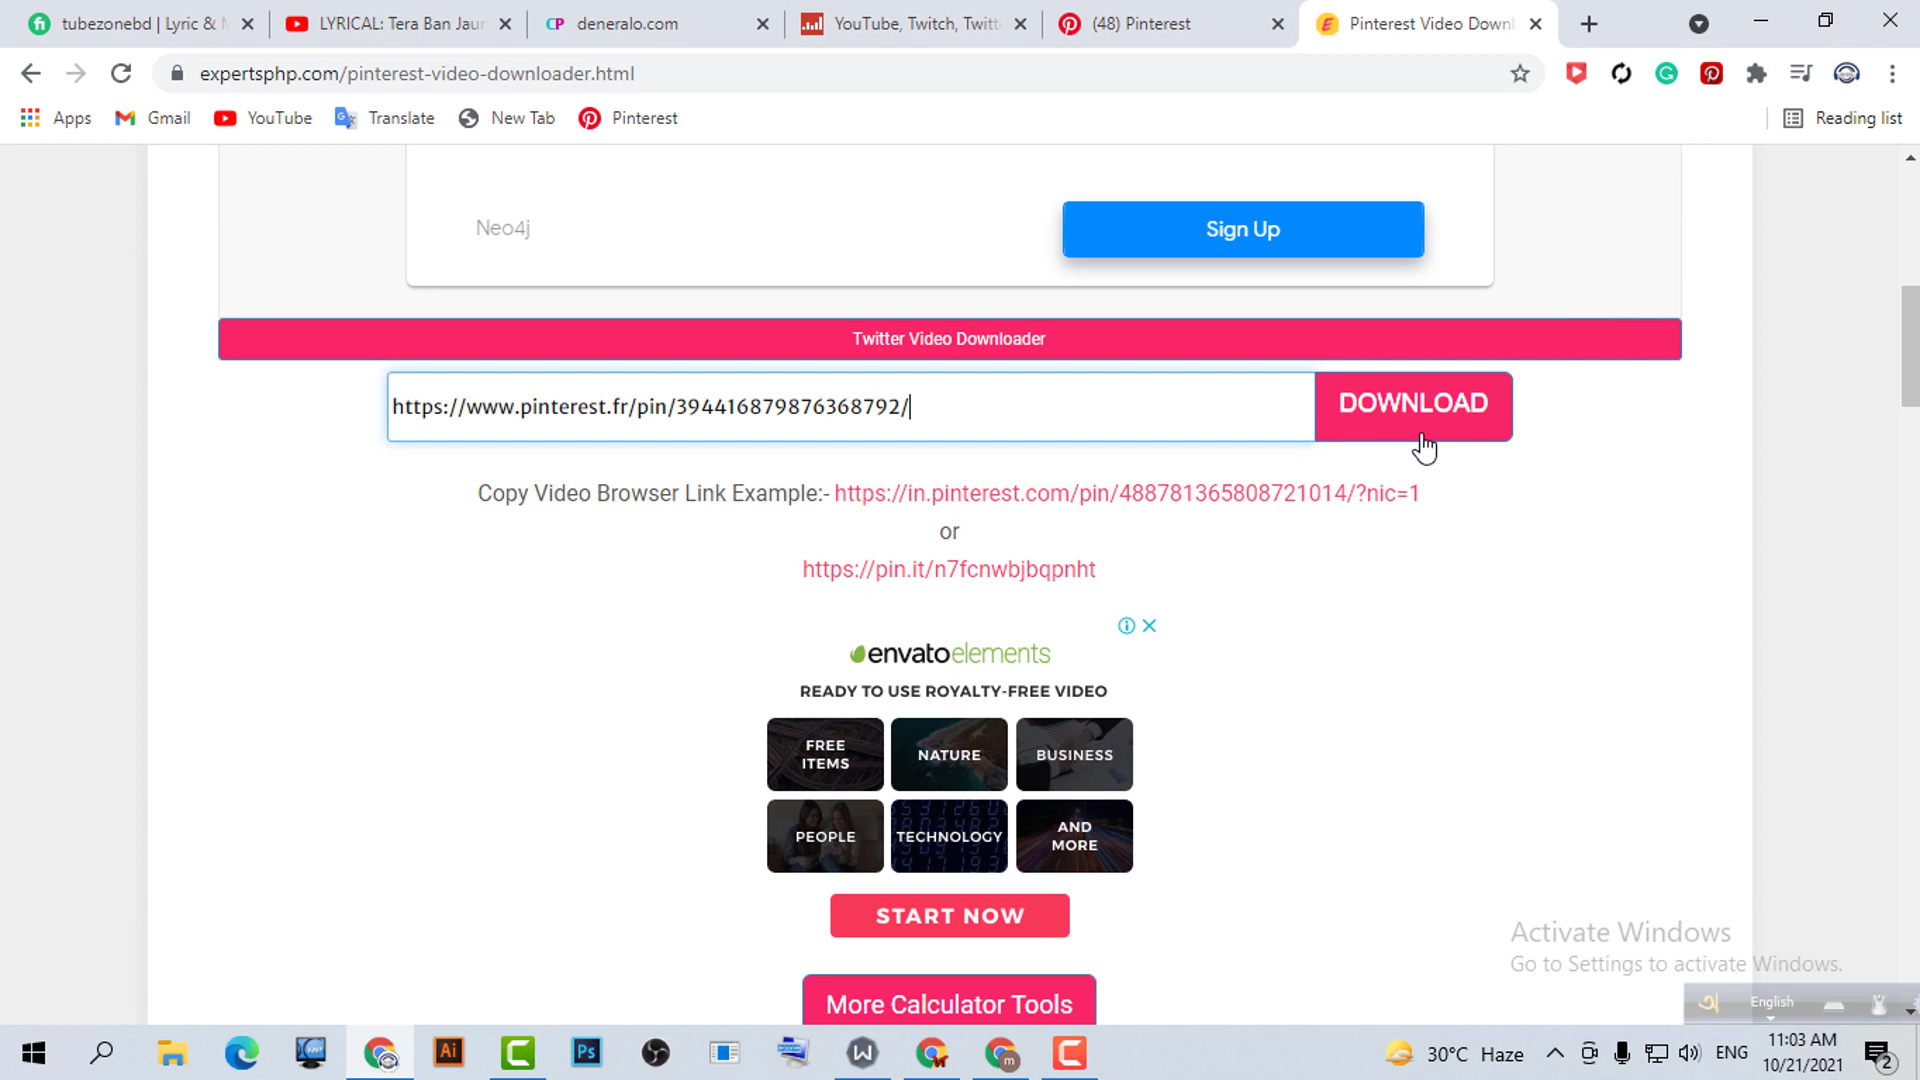 tubezonebd | Lyric & M
LYRICAL: Tera Ban Jaun
deneralo.com
YouTube, Twitch, Twitt
(48) Pinterest
Pinterest Video Downl
expertsphp.com/pinterest-video-downloader.html
Apps
Gmail
YouTube
Translate
New Tab
Pinterest
Reading list
Neo4j
Sign Up
Twitter Video Downloader
https://www.pinterest.fr/pin/394416879876368792/
DOWNLOAD
Copy Video Browser Link Example:- https://in.pinterest.com/pin/488781365808721014/?nic=1
or
https://pin.it/n7fcnwbjbqpnht
envatoelements
READY TO USE ROYALTY-FREE VIDEO
FREE ITEMS
NATURE
BUSINESS
PEOPLE
TECHNOLOGY
AND MORE
START NOW
More Calculator Tools
Activate Windows
Go to Settings to activate Windows.
English
30°C Haze
ENG
11:03 AM
10/21/2021
2